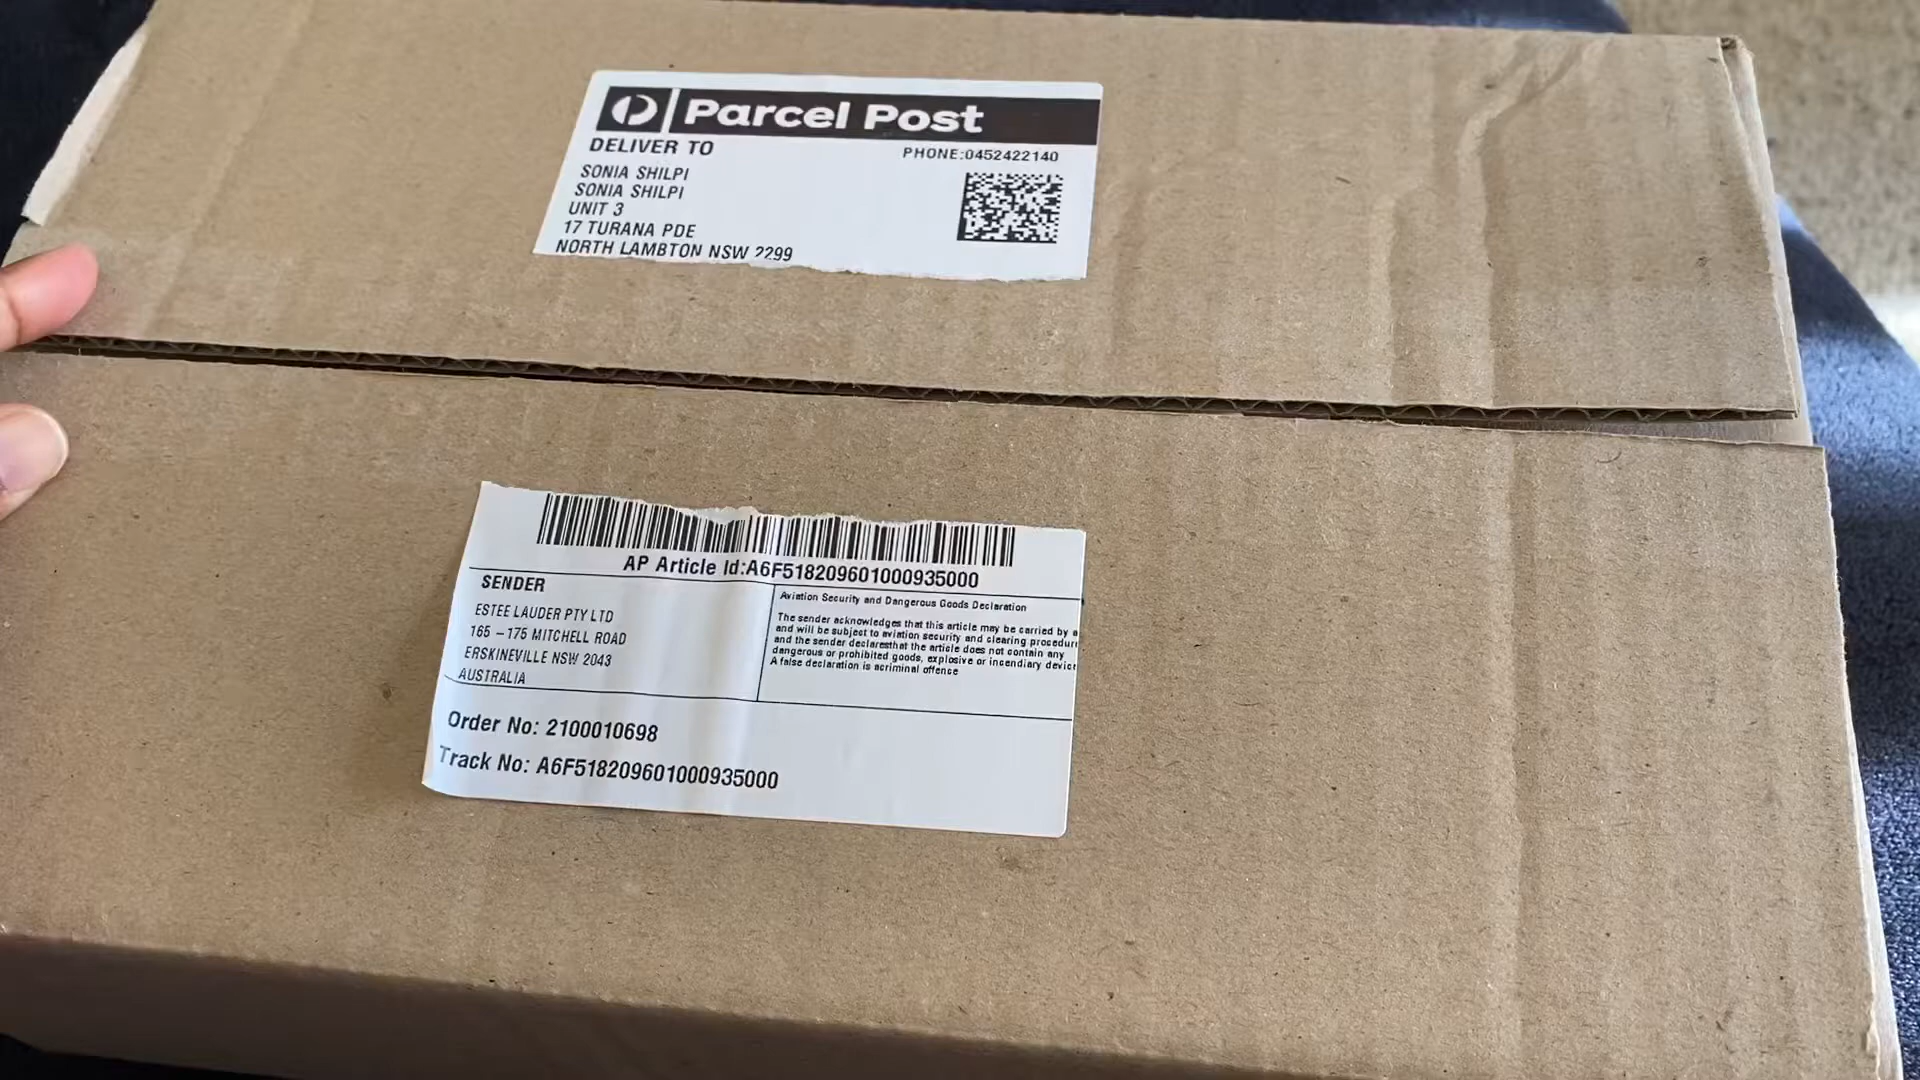 Parcel Post
DELIVER TO
PHONE:0452422140
SONIA SHILPI
SONIA SHILPI
UNIT 3
17 TURANA PDE
NORTH LAMBTON NSW 2299
AP Article Id:A6F518209601000935000
SENDER
ESTEE LAUDER PTY LTD
165 -175 MITCHELL ROAD
ERSKINEVILLE NSW 2043
AUSTRALIA
Aviation Security and Dangerous Goods Declaration
The sender acknowledges that this article may be carried by a
and will be subject to aviation security and clearing procedur
and the sender declaresthat the article does not contain any
dangerous or prohibited goods, explosive or incendiary devic
A false declaration is acriminal offence
Order No: 2100010698
Track No: A6F518209601000935000